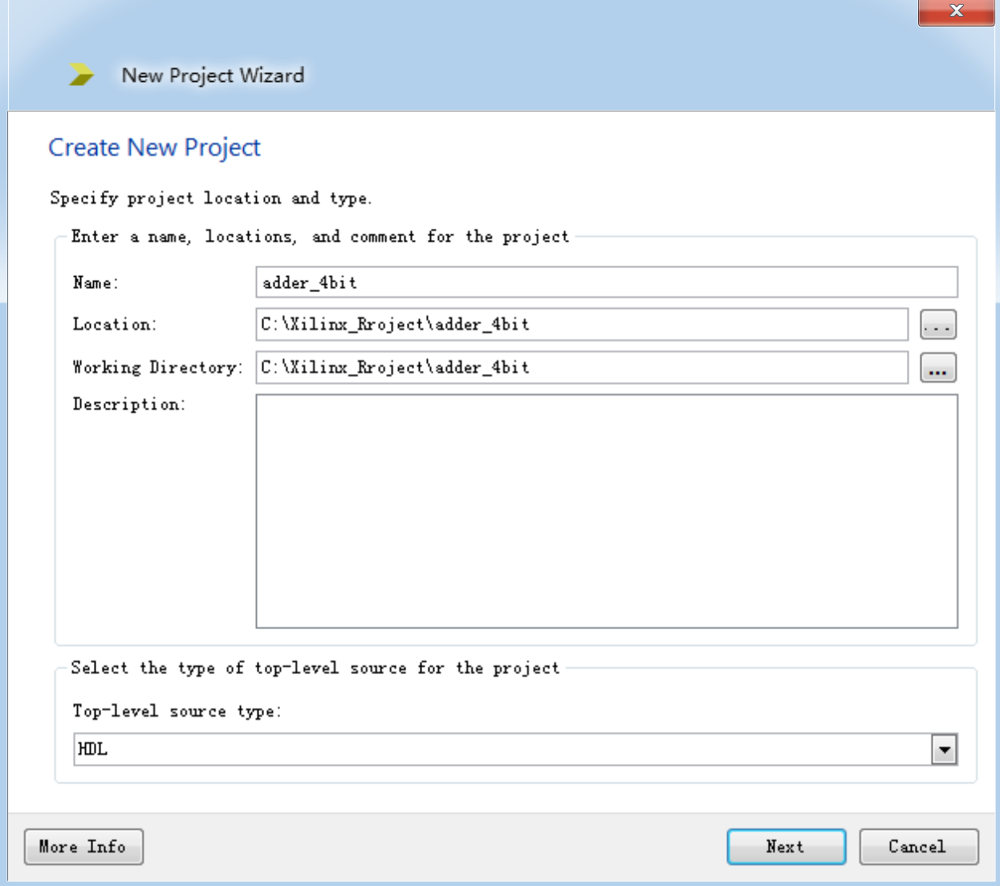 New Project Wizard
Create New Project
Specify project location and type.
Enter a name, locations, and comment for the project
Name: adder_4bit
Location: C:\Xilinx_Rroject\adder_4bit ...
Working Directory: C:\Xilinx_Rroject\adder_4bit ...
Description:
Select the type of top-level source for the project
Top-level source type:
HDL
More Info Next Cancel